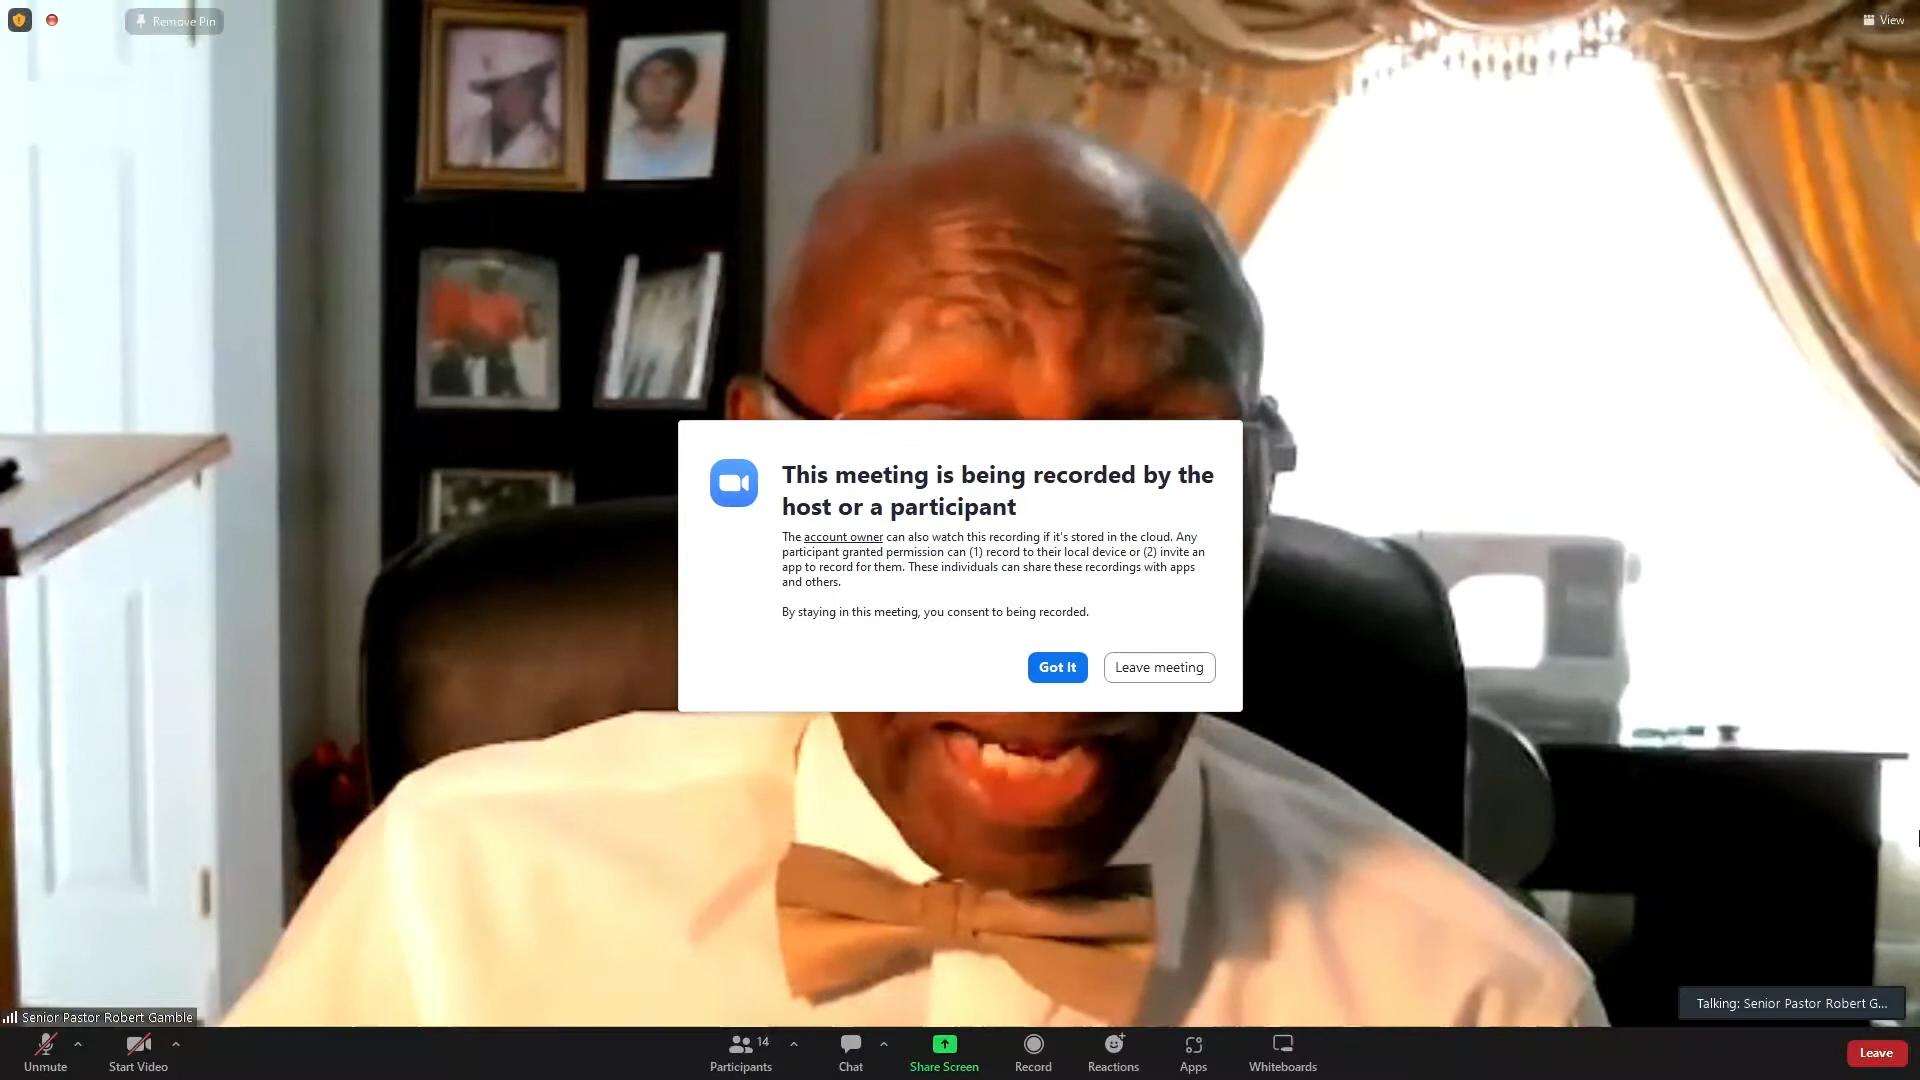 Remove Pin
View
This meeting is being recorded by the
host or a participant
The account owner can also watch this recording if it's stored in the cloud. Any
participant granted permission can (1) record to their local device or (2) invite an
app to record for them. These individuals can share these recordings with apps
and others.
By staying in this meeting, you consent to being recorded.
Got it
Leave meeting
Talking: Senior Pastor Robert G...
Senior Pastor Robert Gamble
Unmute
Start Video
14
Participants
Chat
Share Screen
Record
Reactions
Apps
Whiteboards
Leave